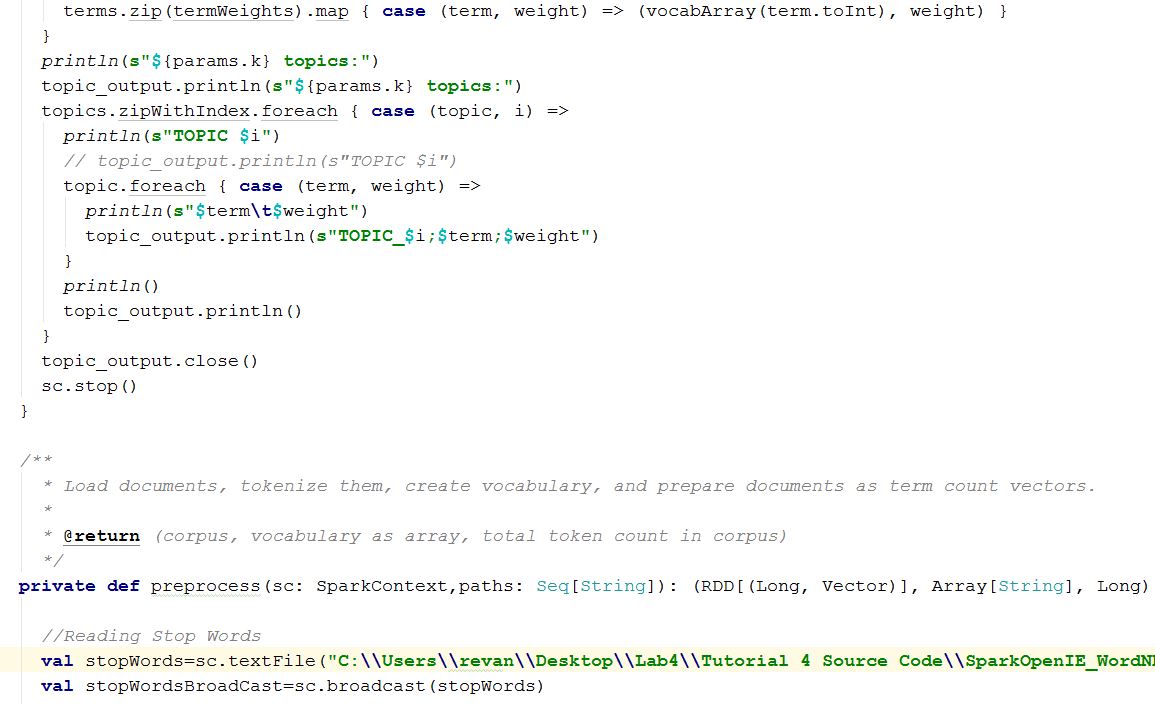 terms.zip(termWeights).map { case (term, weight) => (vocabArray(term.toInt), weight) }
}
println(s"${params.k} topics:")
topic_output.println(s"${params.k} topics:")
topics.zipWithIndex.foreach { case (topic, i) =>
println(s"TOPIC $i")
// topic_output.println(s"TOPIC $i")
topic.foreach { case (term, weight) =>
println(s"$term\t$weight")
topic_output.println(s"TOPIC_$i;$term;$weight")
}
println()
topic_output.println()
}
topic_output.close()
sc.stop()
}
/**
* Load documents, tokenize them, create vocabulary, and prepare documents as term count vectors.
*
* @return (corpus, vocabulary as array, total token count in corpus)
*/
private def preprocess(sc: SparkContext,paths: Seq[String]): (RDD[(Long, Vector)], Array[String], Long)
//Reading Stop Words
val stopWords=sc.textFile("C:\\Users\\revan\\Desktop\\Lab4\\Tutorial 4 Source Code\\SparkOpenIE_WordN
val stopWordsBroadCast=sc.broadcast(stopWords)